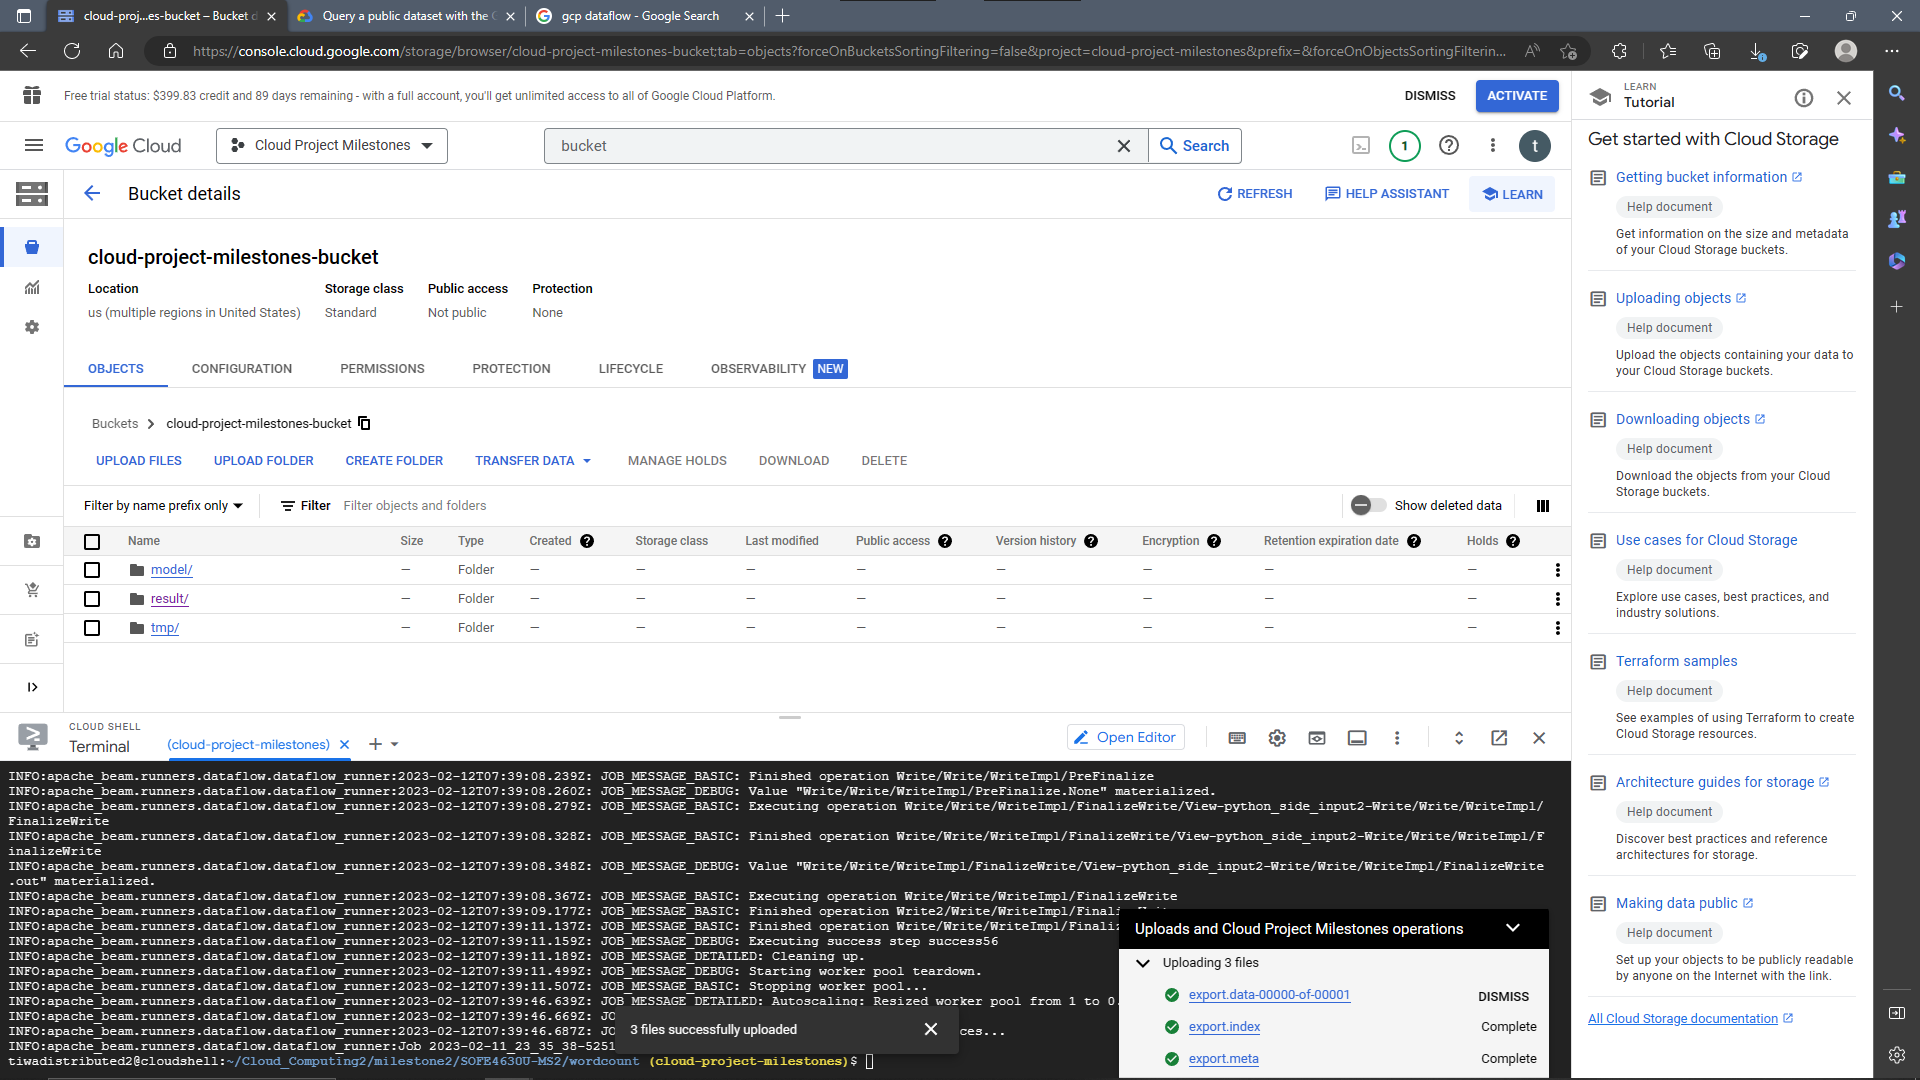 cloud-proj...es-bucket – Bucket d
Query a public dataset with the G
gcp dataflow - Google Search
https://console.cloud.google.com/storage/browser/cloud-project-milestones-bucket;tab=objects?forceOnBucketsSortingFiltering=false&project=cloud-project-milestones&prefix=&forceOnObjectsSortingFilterin...
Free trial status: $399.83 credit and 89 days remaining - with a full account, you'll get unlimited access to all of Google Cloud Platform.
DISMISS
ACTIVATE
LEARN
Tutorial
Google Cloud
Cloud Project Milestones
bucket
Search
1
t
Get started with Cloud Storage
Bucket details
REFRESH
HELP ASSISTANT
LEARN
cloud-project-milestones-bucket
Location
Storage class
Public access
Protection
us (multiple regions in United States)
Standard
Not public
None
OBJECTS
CONFIGURATION
PERMISSIONS
PROTECTION
LIFECYCLE
OBSERVABILITY
NEW
Buckets
cloud-project-milestones-bucket
UPLOAD FILES
UPLOAD FOLDER
CREATE FOLDER
TRANSFER DATA
MANAGE HOLDS
DOWNLOAD
DELETE
Filter by name prefix only
Filter
Filter objects and folders
Show deleted data
Name
Size
Type
Created
Storage class
Last modified
Public access
Version history
Encryption
Retention expiration date
Holds
model/ — Folder — — — — — — — —
result/ — Folder — — — — — — — —
tmp/ — Folder — — — — — — — —
Getting bucket information
Help document
Get information on the size and metadata
of your Cloud Storage buckets.
Uploading objects
Help document
Upload the objects containing your data to
your Cloud Storage buckets.
Downloading objects
Help document
Download the objects from your Cloud
Storage buckets.
Use cases for Cloud Storage
Help document
Explore use cases, best practices, and
industry solutions.
Terraform samples
Help document
See examples of using Terraform to create
Cloud Storage resources.
Architecture guides for storage
Help document
Discover best practices and reference
architectures for storage.
Making data public
Help document
Set up your objects to be publicly readable
by anyone on the Internet with the link.
All Cloud Storage documentation
CLOUD SHELL
Terminal
(cloud-project-milestones)
Open Editor
INFO:apache_beam.runners.dataflow.dataflow_runner:2023-02-12T07:39:08.239Z: JOB_MESSAGE_BASIC: Finished operation Write/Write/WriteImpl/PreFinalize
INFO:apache_beam.runners.dataflow.dataflow_runner:2023-02-12T07:39:08.260Z: JOB_MESSAGE_DEBUG: Value "Write/Write/WriteImpl/PreFinalize.None" materialized.
INFO:apache_beam.runners.dataflow.dataflow_runner:2023-02-12T07:39:08.279Z: JOB_MESSAGE_BASIC: Executing operation Write/Write/WriteImpl/FinalizeWrite/View-python_side_input2-Write/Write/WriteImpl/
FinalizeWrite
INFO:apache_beam.runners.dataflow.dataflow_runner:2023-02-12T07:39:08.328Z: JOB_MESSAGE_BASIC: Finished operation Write/Write/WriteImpl/FinalizeWrite/View-python_side_input2-Write/Write/WriteImpl/F
inalizeWrite
INFO:apache_beam.runners.dataflow.dataflow_runner:2023-02-12T07:39:08.348Z: JOB_MESSAGE_DEBUG: Value "Write/Write/WriteImpl/FinalizeWrite/View-python_side_input2-Write/Write/WriteImpl/FinalizeWrite
.out" materialized.
INFO:apache_beam.runners.dataflow.dataflow_runner:2023-02-12T07:39:08.367Z: JOB_MESSAGE_BASIC: Executing operation Write/Write/WriteImpl/FinalizeWrite
INFO:apache_beam.runners.dataflow.dataflow_runner:2023-02-12T07:39:09.177Z: JOB_MESSAGE_BASIC: Finished operation Write2/Write/WriteImpl/Final
INFO:apache_beam.runners.dataflow.dataflow_runner:2023-02-12T07:39:11.137Z: JOB_MESSAGE_BASIC: Finished operation Write/Write/WriteImpl/Finaliz
INFO:apache_beam.runners.dataflow.dataflow_runner:2023-02-12T07:39:11.159Z: JOB_MESSAGE_DEBUG: Executing success step success56
INFO:apache_beam.runners.dataflow.dataflow_runner:2023-02-12T07:39:11.189Z: JOB_MESSAGE_DETAILED: Cleaning up.
INFO:apache_beam.runners.dataflow.dataflow_runner:2023-02-12T07:39:11.499Z: JOB_MESSAGE_DEBUG: Starting worker pool teardown.
INFO:apache_beam.runners.dataflow.dataflow_runner:2023-02-12T07:39:11.507Z: JOB_MESSAGE_BASIC: Stopping worker pool...
INFO:apache_beam.runners.dataflow.dataflow_runner:2023-02-12T07:39:46.639Z: JOB_MESSAGE_DETAILED: Autoscaling: Resized worker pool from 1 to 0.
INFO:apache_beam.runners.dataflow.dataflow_runner:2023-02-12T07:39:46.669Z: JO
INFO:apache_beam.runners.dataflow.dataflow_runner:2023-02-12T07:39:46.687Z: JO ces...
INFO:apache_beam.runners.dataflow.dataflow_runner:Job 2023-02-11_23_35_38-5251
tiwadistributed2@cloudshell:~/Cloud_Computing2/milestone2/SOFE4630U-MS2/wordcount (cloud-project-milestones)$
3 files successfully uploaded
Uploads and Cloud Project Milestones operations
Uploading 3 files
export.data-00000-of-00001
DISMISS
export.index
Complete
export.meta
Complete